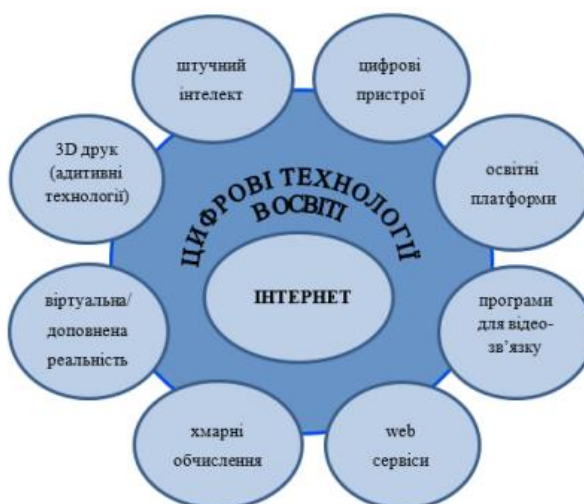 штучний
інтелект
цифрові
пристрої
3D друк
(адитивні
технології)
освітні
платформи
ЦИФРОВІ ТЕХНОЛОГІЇ
В ОСВІТІ
ІНТЕРНЕТ
віртуальна/
доповнена
реальність
програми
для відео-
зв’язку
хмарні
обчислення
web
сервіси